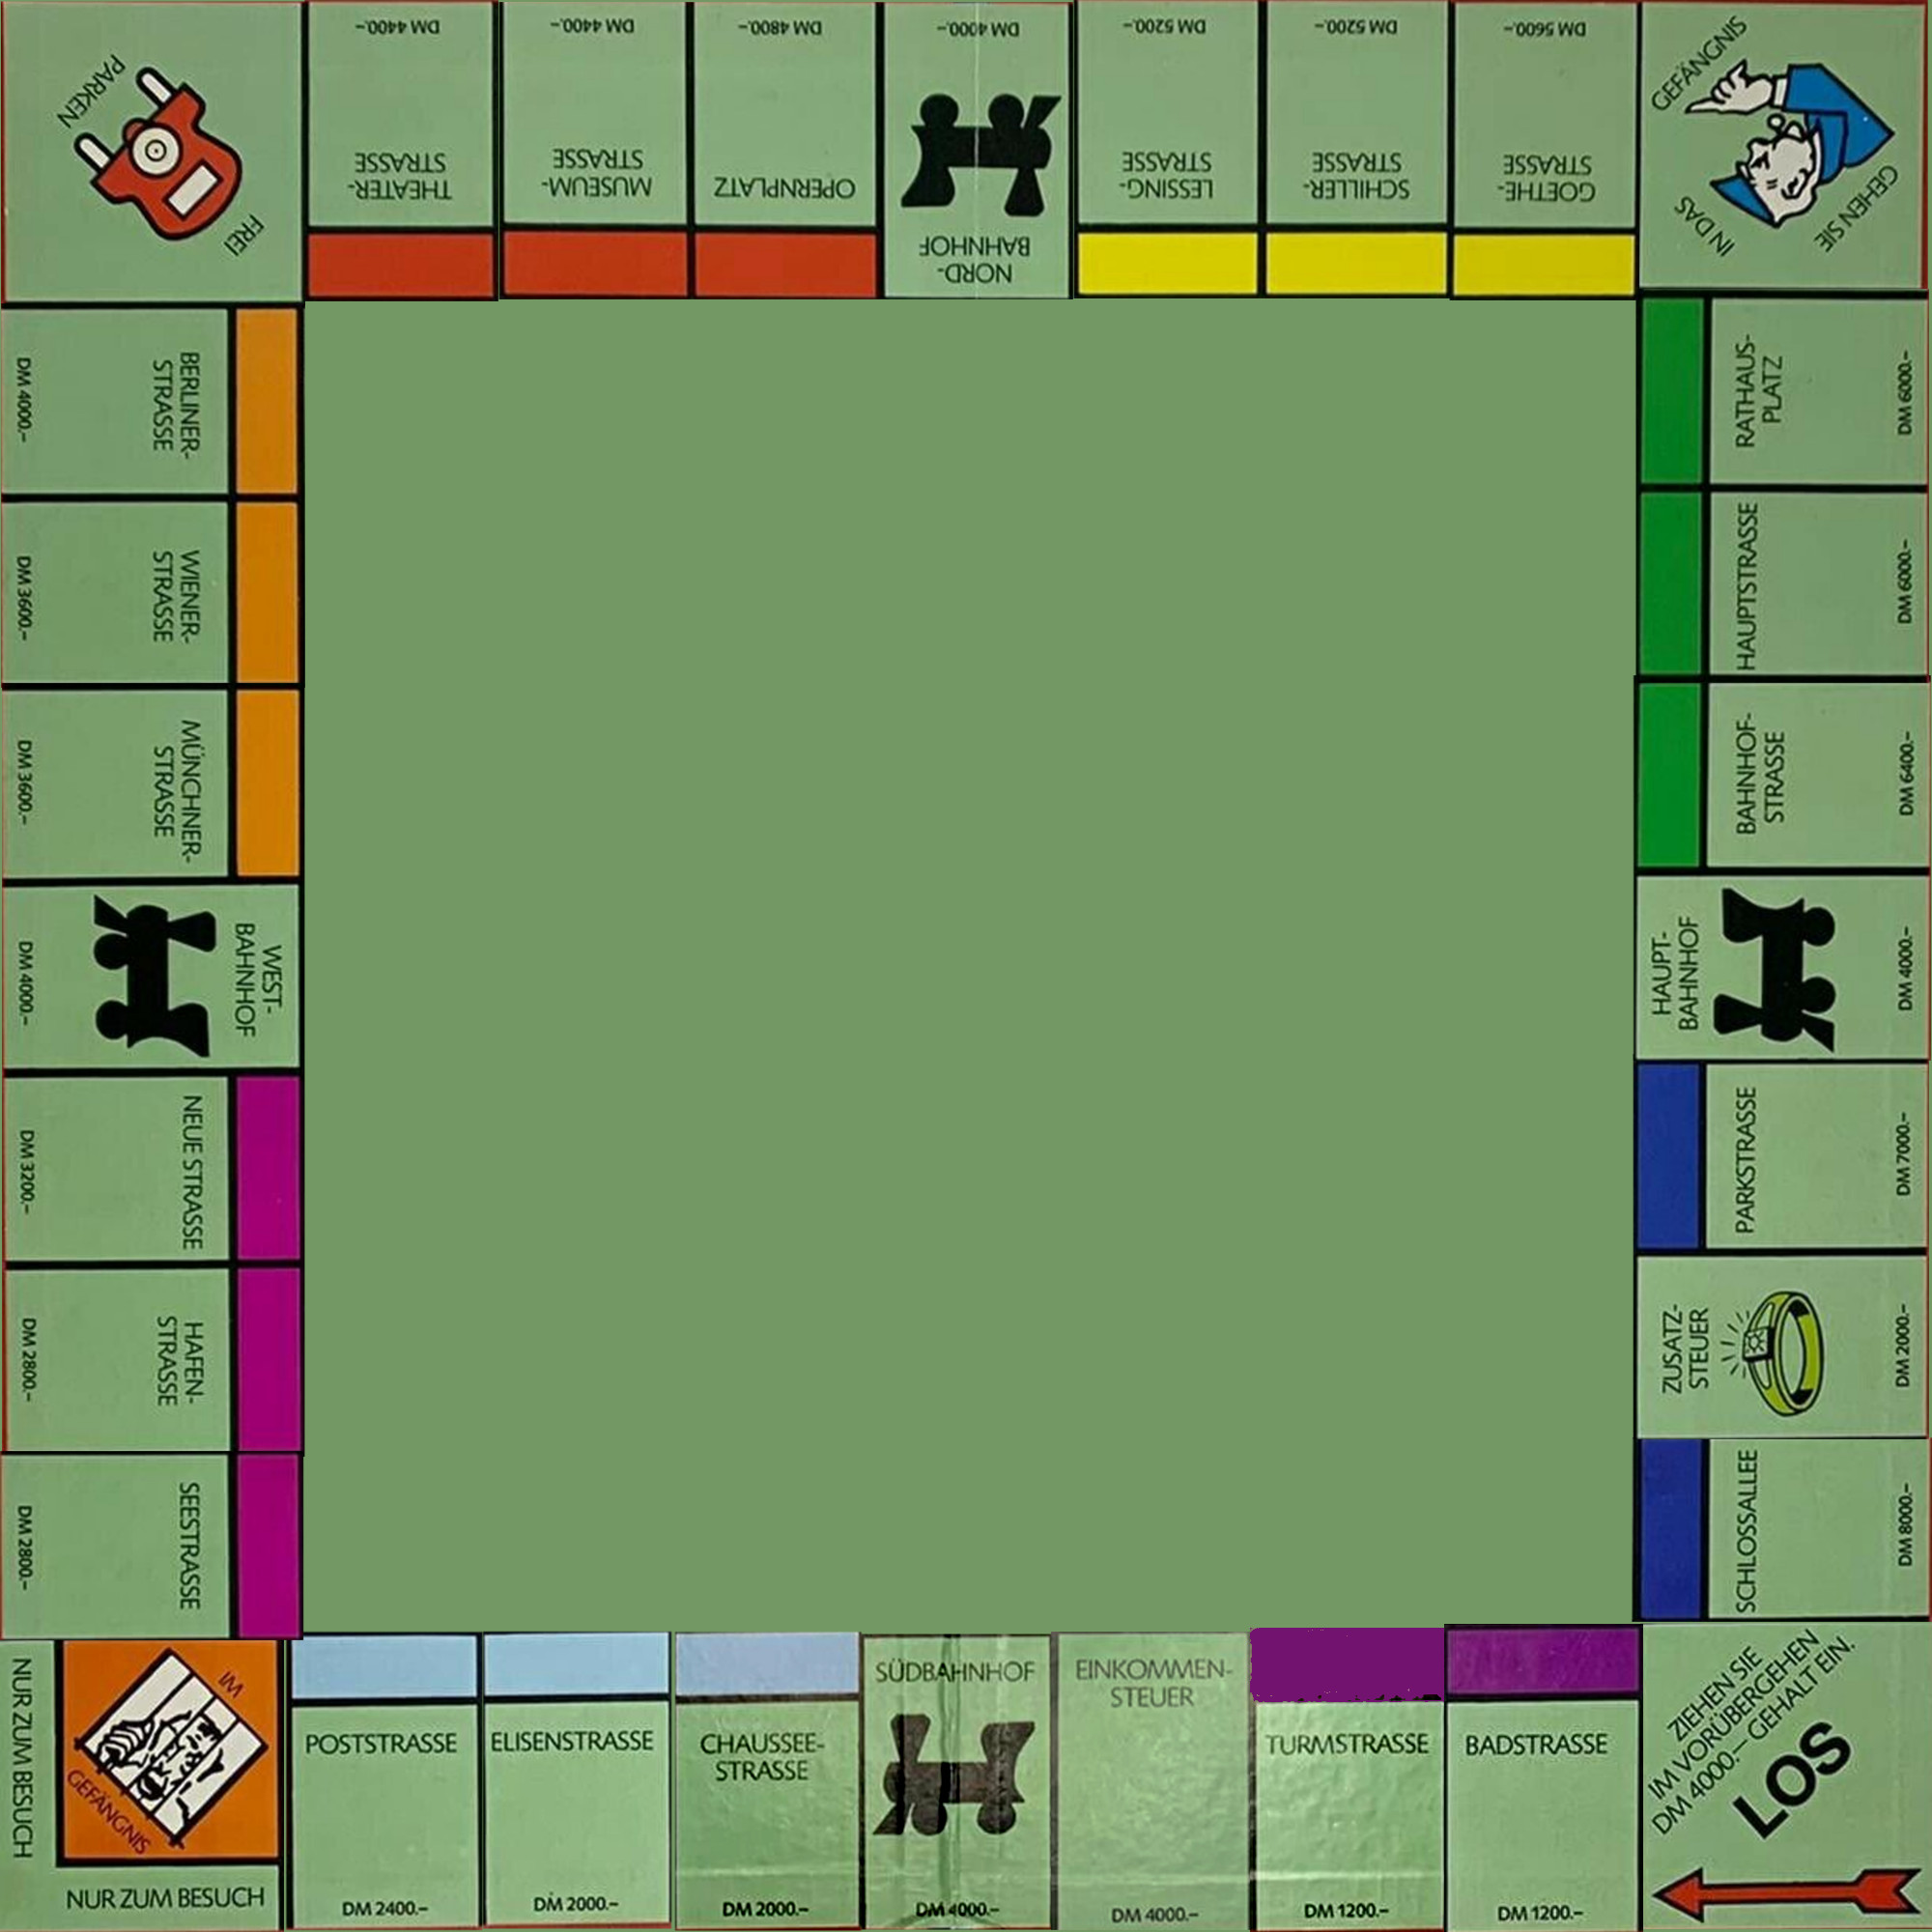 PARKEN
FREI
DM 4400.–
THEATER-
STRASSE
DM 4400.–
MUSEUM-
STRASSE
DM 4800.–
OPERNPLATZ
DM 4000.–
NORD-
BAHNHOF
DM 5200.–
LESSING-
STRASSE
DM 5200.–
SCHILLER-
STRASSE
DM 5600.–
GOETHE-
STRASSE
GEHEN SIE
IN DAS
GEFÄNGNIS
BERLINER-
STRASSE
DM 4000.–
WIENER-
STRASSE
DM 3600.–
MÜNCHNER-
STRASSE
DM 3600.–
WEST-
BAHNHOF
DM 4000.–
NEUE STRASSE
DM 3200.–
HAFEN-
STRASSE
DM 2800.–
SEESTRASSE
DM 2800.–
RATHAUS-
PLATZ
DM 6000.–
HAUPTSTRASSE
DM 6000.–
BAHNHOF-
STRASSE
DM 6400.–
HAUPT-
BAHNHOF
DM 4000.–
PARKSTRASSE
DM 7000.–
ZUSATZ-
STEUER
DM 2000.–
SCHLOSSALLEE
DM 8000.–
NUR ZUM BESUCH
IM
GEFÄNGNIS
NUR ZUM BESUCH
POSTSTRASSE
DM 2400.–
ELISENSTRASSE
DM 2000.–
CHAUSSEE-
STRASSE
DM 2000.–
SÜDBAHNHOF
DM 4000.–
EINKOMMEN-
STEUER
DM 4000.–
TURMSTRASSE
DM 1200.–
BADSTRASSE
DM 1200.–
ZIEHEN SIE
IM VORÜBERGEHEN
DM 4000.– GEHALT EIN.
LOS